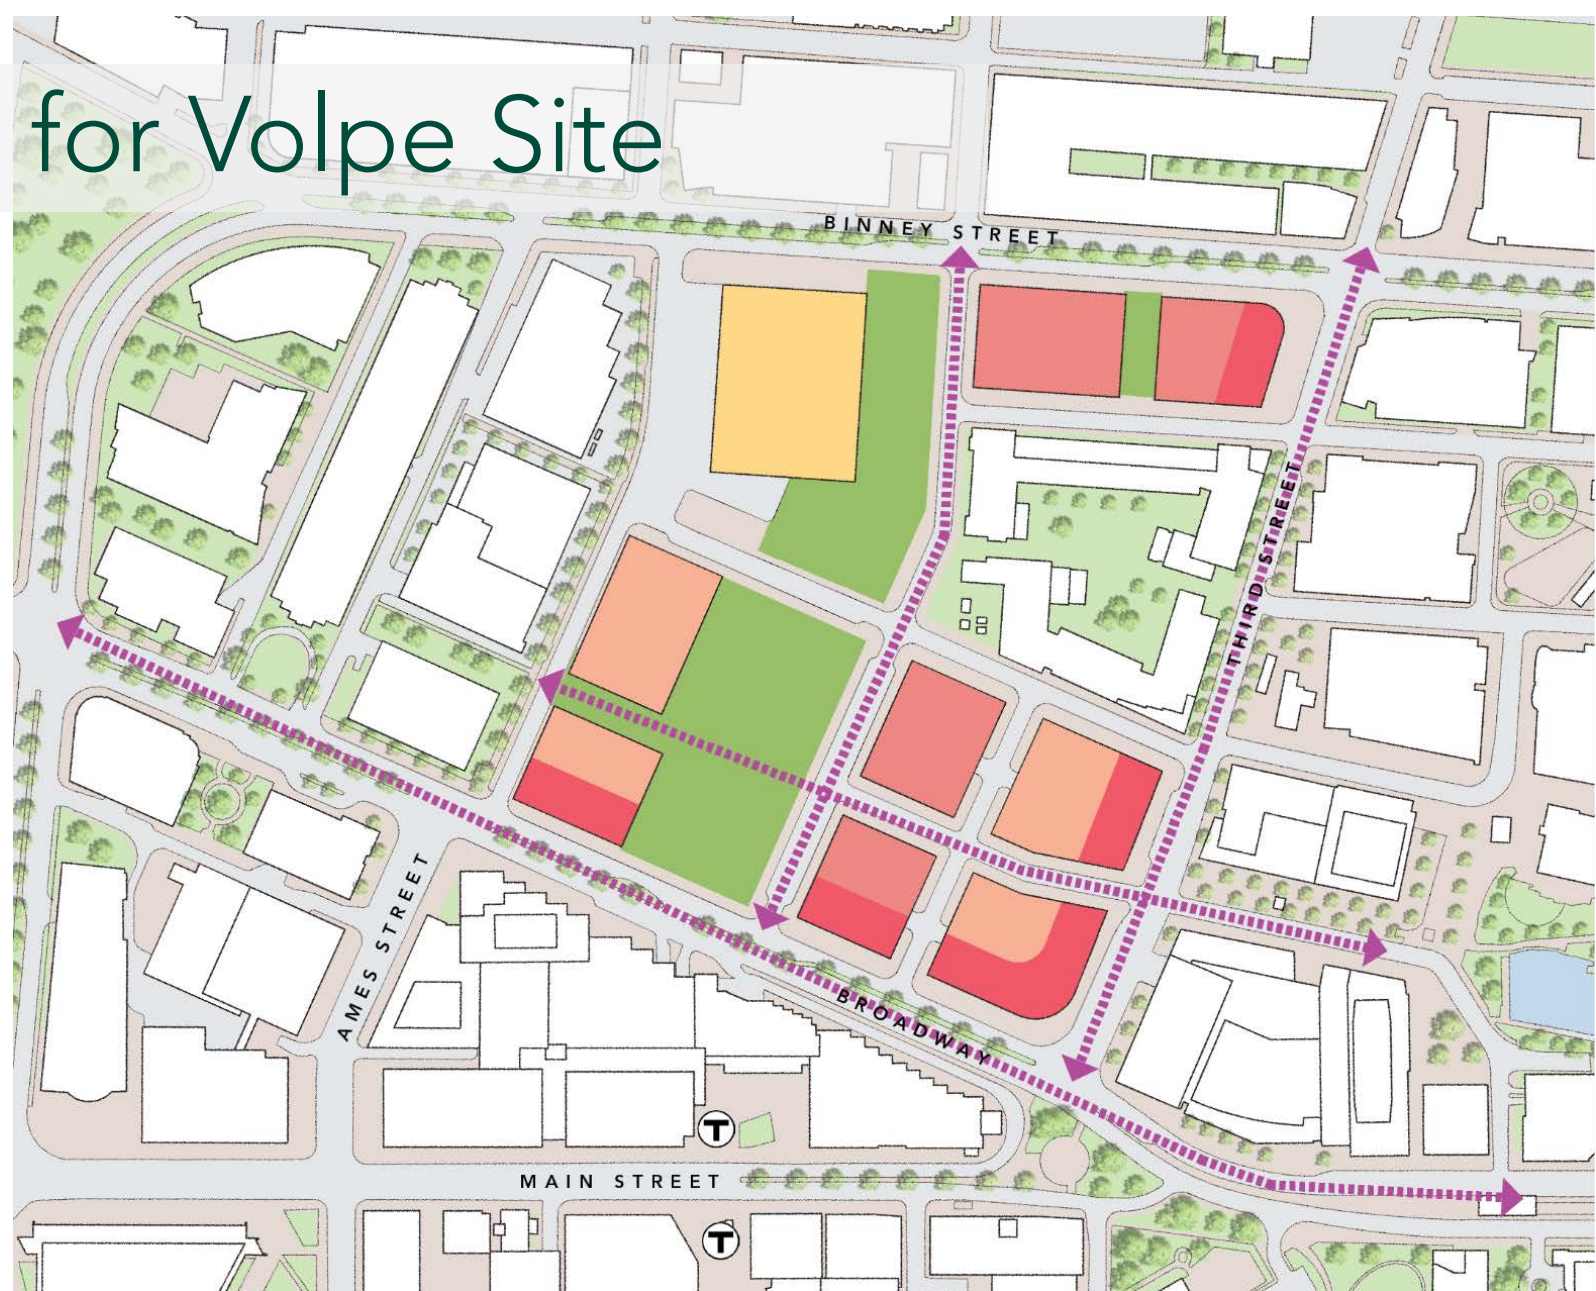 for Volpe Site
BINNEY STREET
THIRD STREET
AMES STREET
BROADWAY
T
MAIN STREET
T